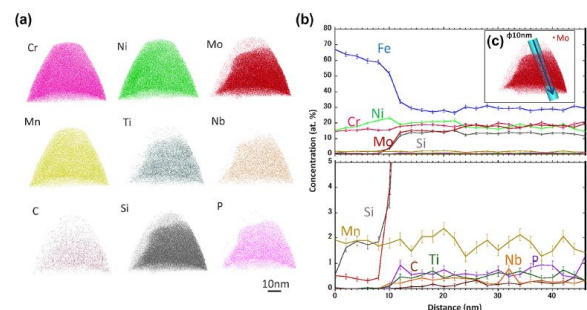 (a)
Cr
Ni
Mo
Mn
Ti
Nb
C
Si
P
10nm
(b)
Concentration (at. %)
80
70
60
50
40
30
20
10
0
Fe
Cr
Ni
Mo
Si
(c)
ϕ10nm
•Mo
5
4
3
2
1
0
Si
Mn
C
Ti
Nb
P
0
10
20
30
40
Distance (nm)